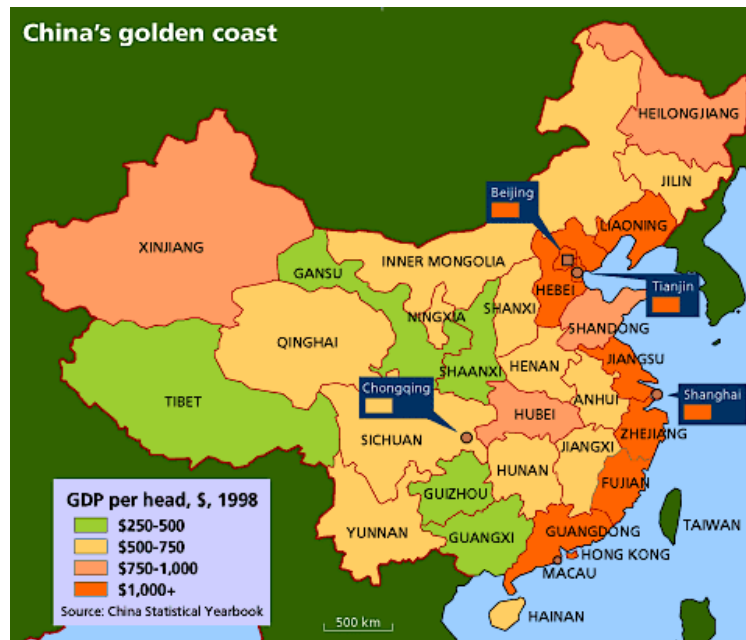 China's golden coast
HEILONGJIANG
JILIN
Beijing
LIAONING
XINJIANG
INNER MONGOLIA
GANSU
HEBEI
Tianjin
NINGXIA
SHANXI
SHANDONG
QINGHAI
JIANGSU
HENAN
SHAANXI
Chongqing
ANHUI
Shanghai
TIBET
HUBEI
ZHEJIANG
SICHUAN
JIANGXI
HUNAN
FUJIAN
GUIZHOU
GDP per head, $, 1998
$250-500
$500-750
$750-1,000
$1,000+
Source: China Statistical Yearbook
YUNNAN
GUANGXI
GUANGDONG
TAIWAN
HONG KONG
MACAU
HAINAN
500 km